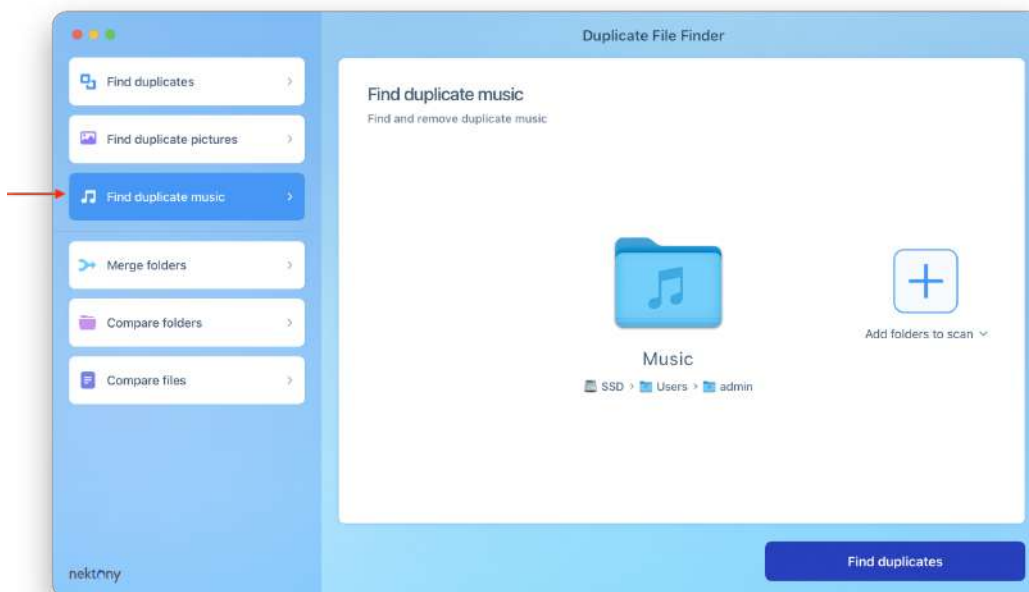 Duplicate File Finder
Find duplicates
Find duplicate pictures
Find duplicate music
Merge folders
Compare folders
Compare files
nektony
Find duplicate music
Find and remove duplicate music
Music
SSD › Users › admin
Add folders to scan
Find duplicates